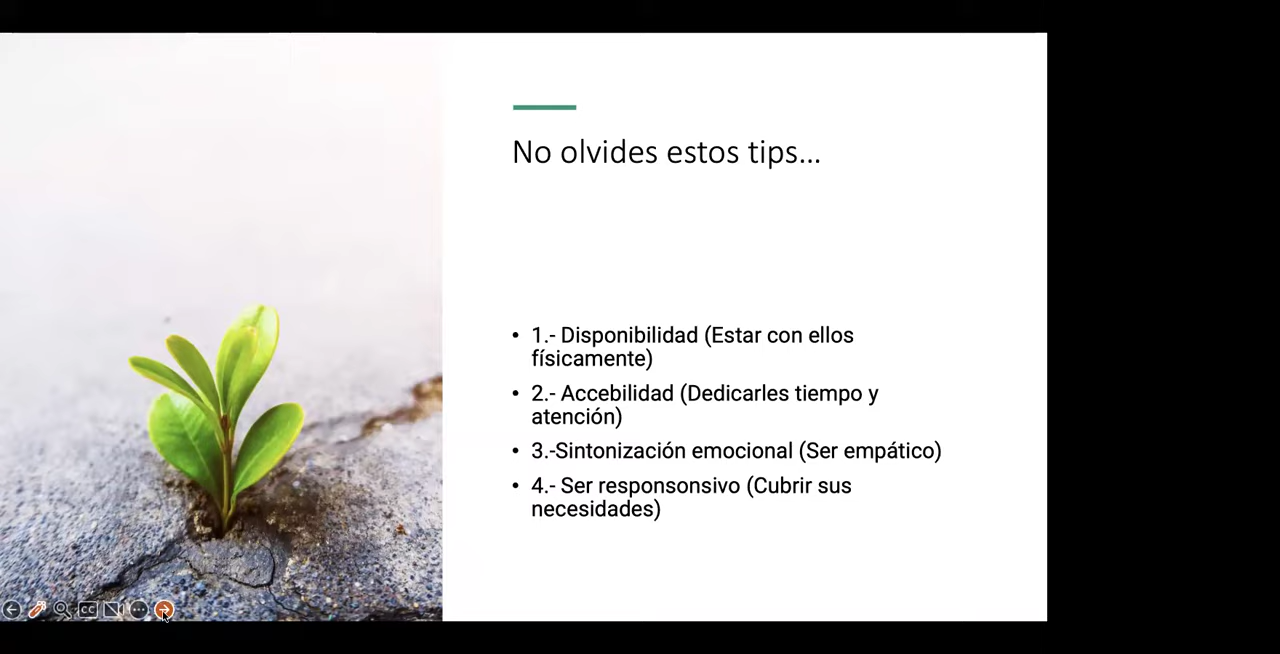 No olvides estos tips...
• 1.- Disponibilidad (Estar con ellos
físicamente)
• 2.- Accebilidad (Dedicarles tiempo y
atención)
• 3.-Sintonización emocional (Ser empático)
• 4.- Ser responsonsivo (Cubrir sus
necesidades)
CC